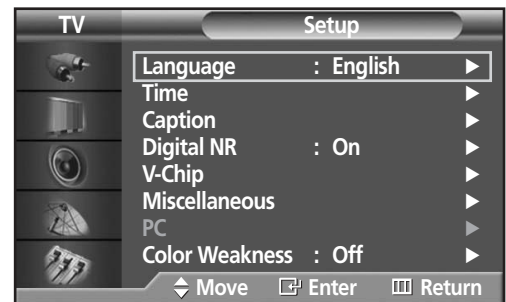 TV Setup
Language : English
Time
Caption
Digital NR : On
V-Chip
Miscellaneous
PC
Color Weakness : Off
Move Enter Return